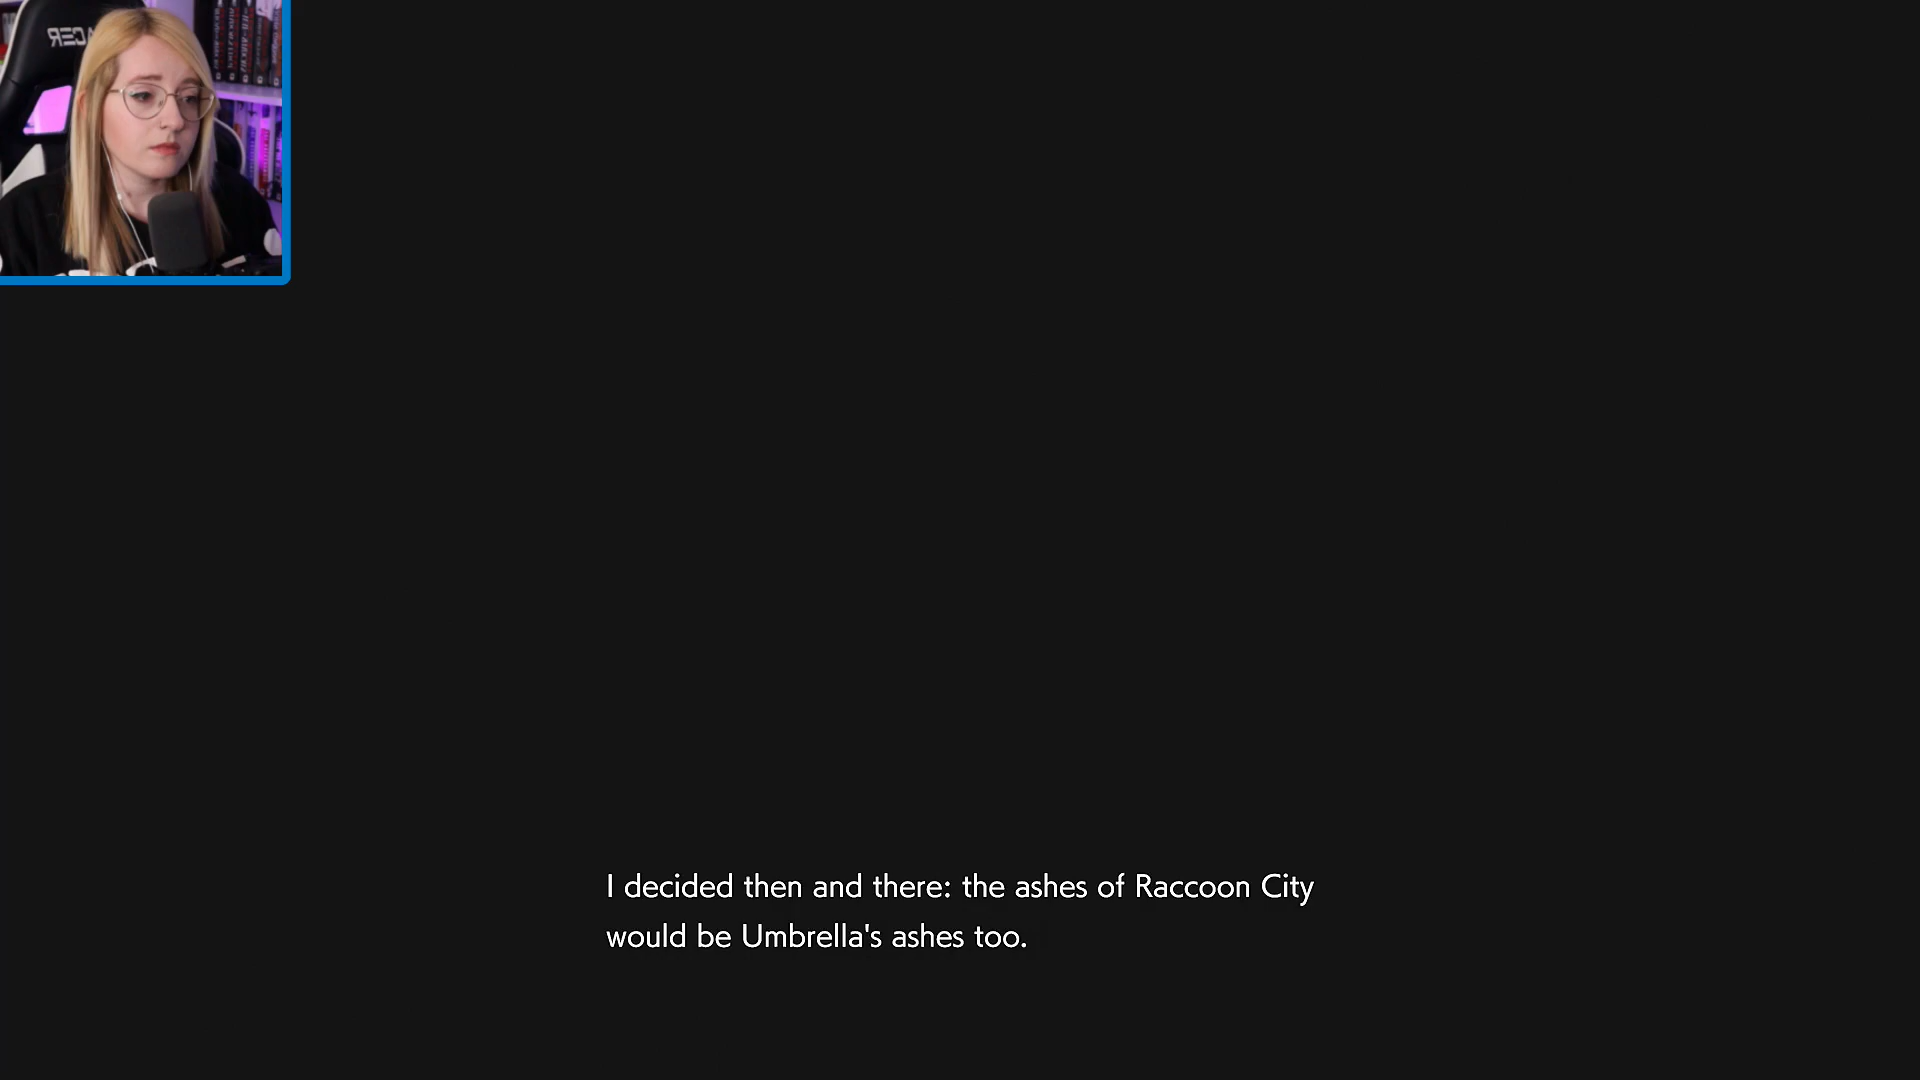 I decided then and there: the ashes of Raccoon City
would be Umbrella's ashes too.